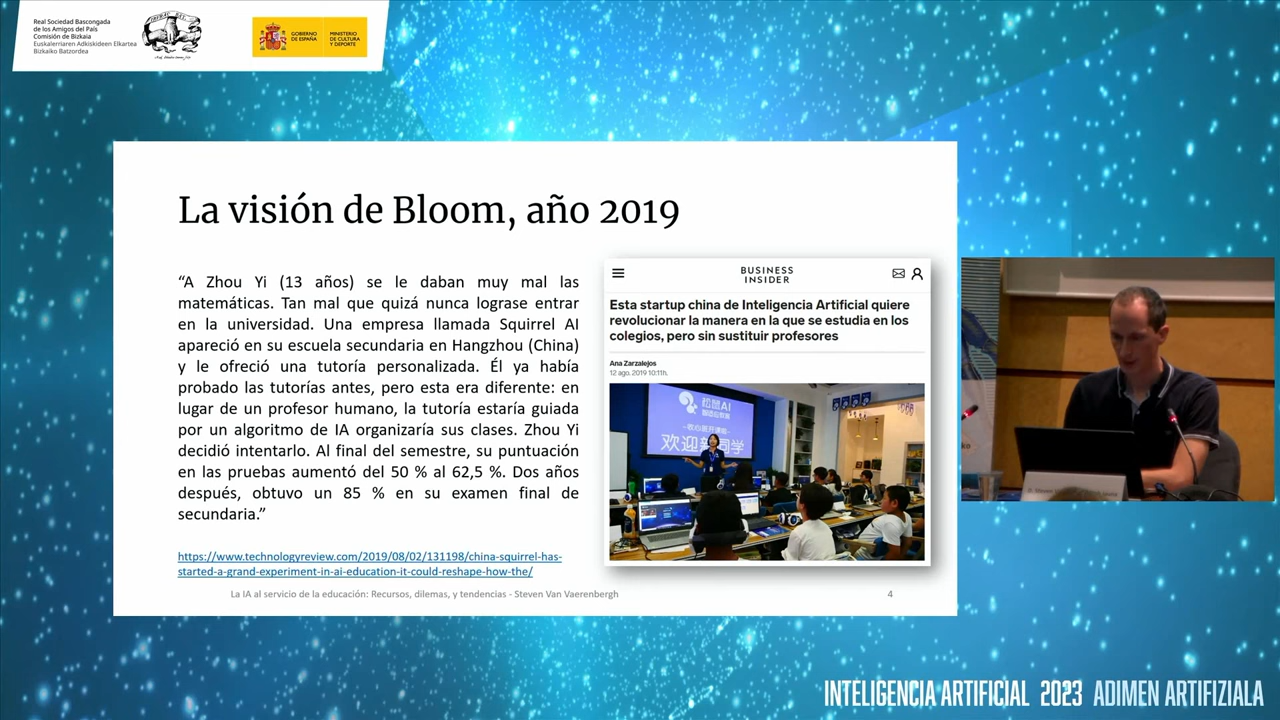 Real Sociedad Bascongada
de los Amigos del País
Comisión de Bizkaia
Euskalerriaren Adkiskideen Elkartea
Bizkaiko Batzordea
GOBIERNO
DE ESPAÑA
MINISTERIO
DE CULTURA
Y DEPORTE
La visión de Bloom, año 2019
“A Zhou Yi (13 años) se le daban muy mal las
matemáticas. Tan mal que quizá nunca lograse entrar
en la universidad. Una empresa llamada Squirrel AI
apareció en su escuela secundaria en Hangzhou (China)
y le ofreció una tutoría personalizada. Él ya había
probado las tutorías antes, pero esta era diferente: en
lugar de un profesor humano, la tutoría estaría guiada
por un algoritmo de IA organizaría sus clases. Zhou Yi
decidió intentarlo. Al final del semestre, su puntuación
en las pruebas aumentó del 50 % al 62,5 %. Dos años
después, obtuvo un 85 % en su examen final de
secundaria.”
https://www.technologyreview.com/2019/08/02/131198/china-squirrel-has-
started-a-grand-experiment-in-ai-education-it-could-reshape-how-the/
BUSINESS
INSIDER
Esta startup china de Inteligencia Artificial quiere
revolucionar la manera en la que se estudia en los
colegios, pero sin sustituir profesores
Ana Zarzalejos
12 ago. 2019 10:11h.
松鼠AI
欢迎新同学
La IA al servicio de la educación: Recursos, dilemas, y tendencias - Steven Van Vaerenbergh
4
INTELIGENCIA ARTIFICIAL 2023 ADIMEN ARTIFIZIALA